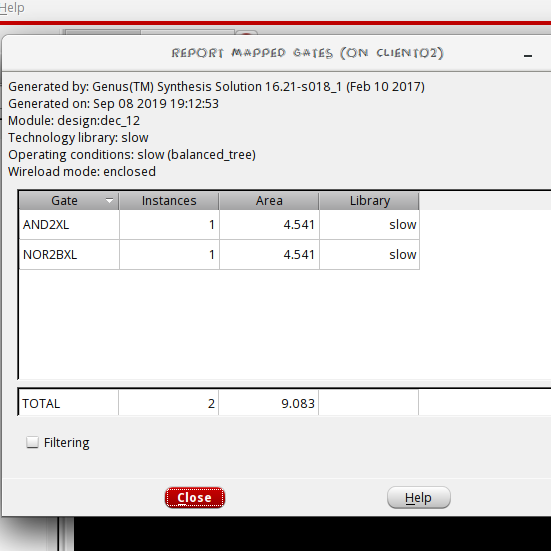 Help
REPORT MAPPED GATES (ON CLIENT02)
Generated by: Genus(TM) Synthesis Solution 16.21-s018_1 (Feb 10 2017)
Generated on: Sep 08 2019 19:12:53
Module: design:dec_12
Technology library: slow
Operating conditions: slow (balanced_tree)
Wireload mode: enclosed
Gate Instances Area Library
AND2XL 1 4.541 slow
NOR2BXL 1 4.541 slow
TOTAL 2 9.083
Filtering
Close Help